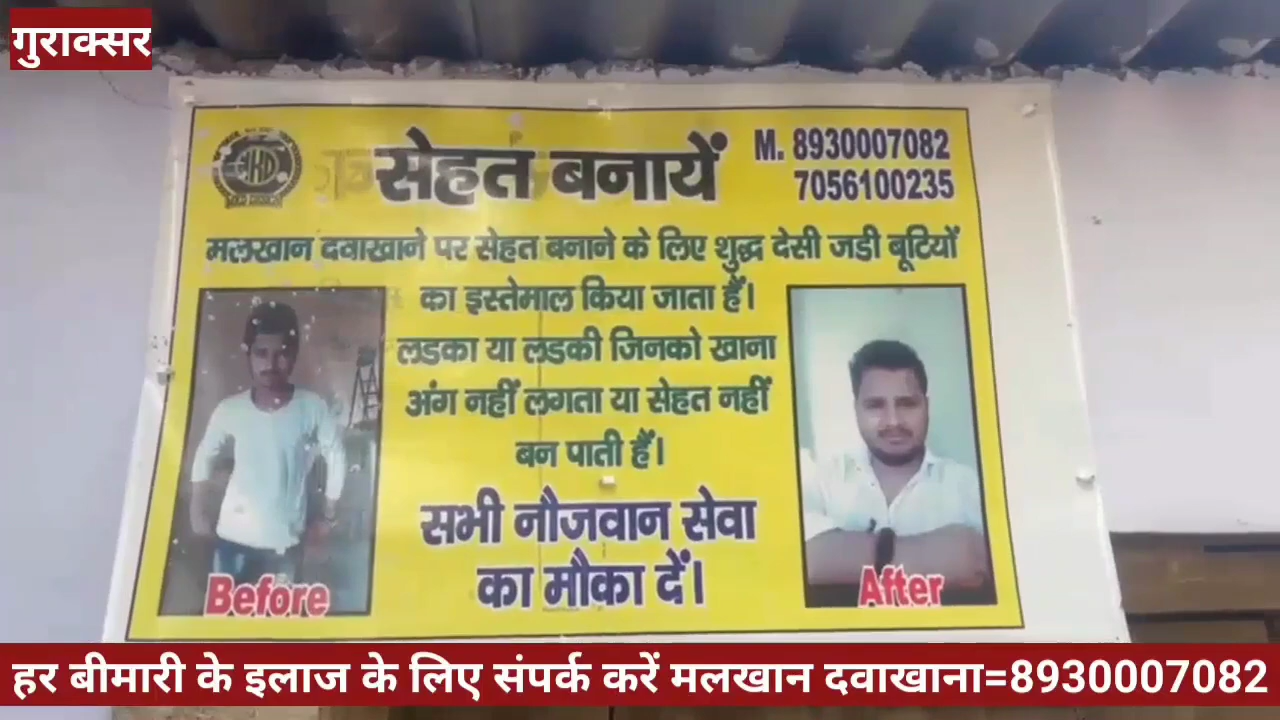 गुराक्सर
सेहत बनायें
M. 8930007082
7056100235
मलखान दवाखाने पर सेहत बनाने के लिए शुद्ध देसी जडी बूटियों
का इस्तेमाल किया जाता हैं।
लडका या लडकी जिनको खाना
अंग नहीं लगता या सेहत नहीं
बन पाती हैं।
सभी नौजवान सेवा
का मौका दें।
Before
After
हर बीमारी के इलाज के लिए संपर्क करें मलखान दवाखाना=8930007082